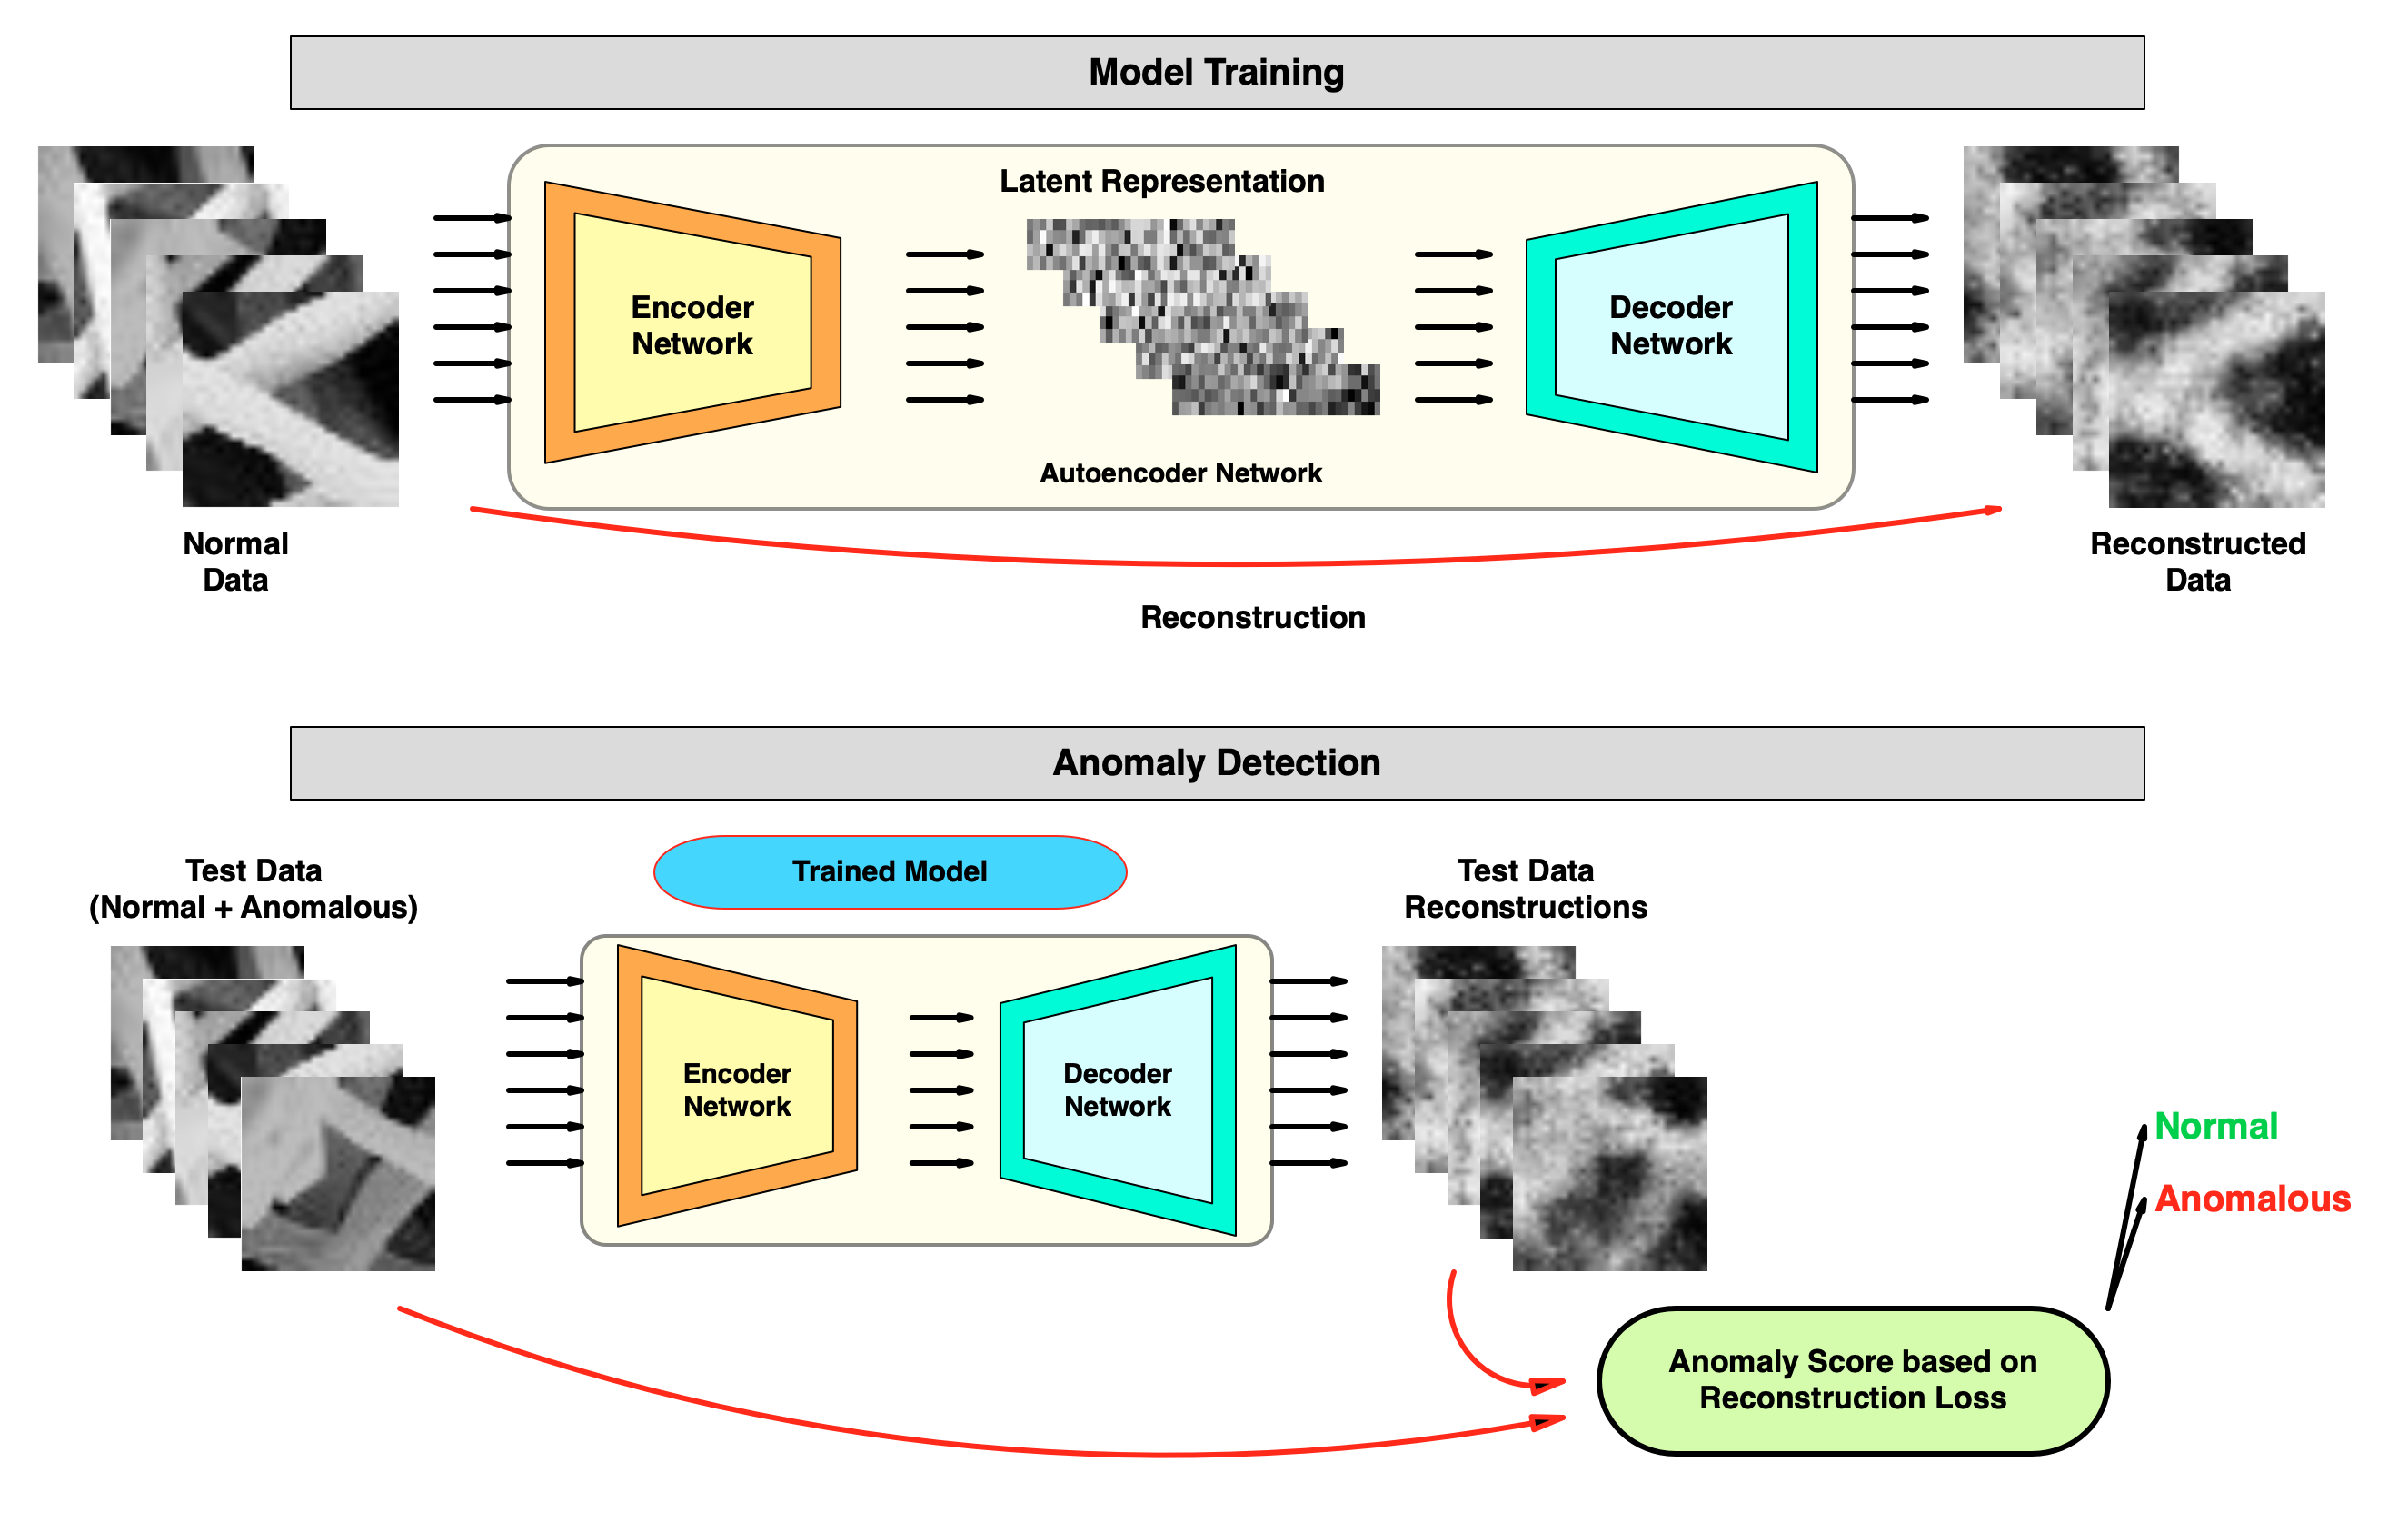 Model Training
Latent Representation
Encoder
Network
Decoder
Network
Autoencoder Network
Normal
Data
Reconstructed
Data
Reconstruction
Anomaly Detection
Trained Model
Test Data
(Normal + Anomalous)
Test Data
Reconstructions
Encoder
Network
Decoder
Network
Normal
Anomalous
Anomaly Score based on
Reconstruction Loss